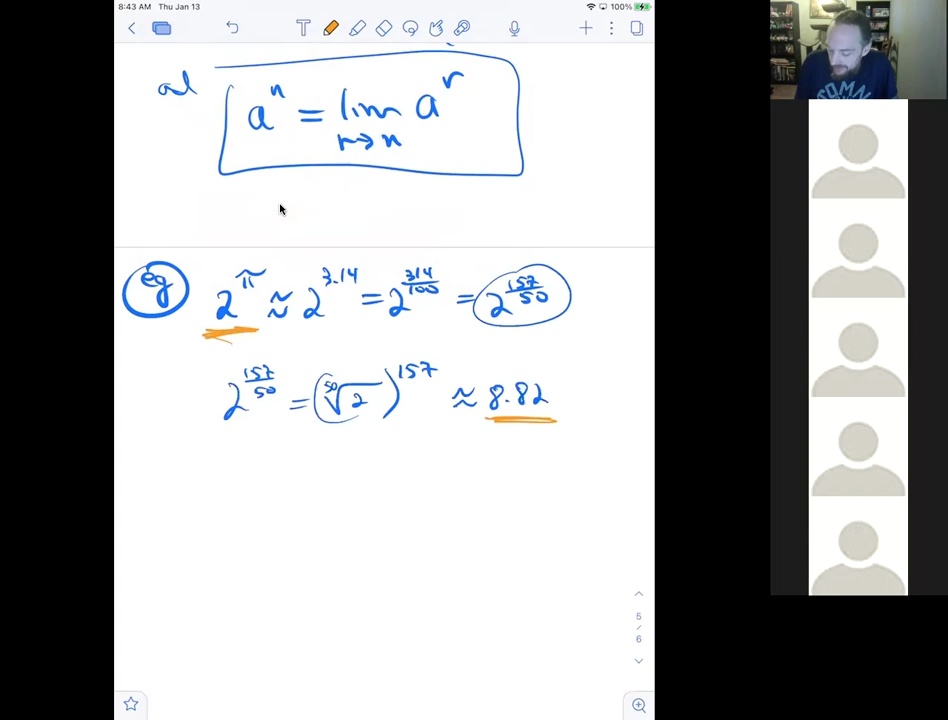 8:43 AM Thu Jan 13
100%
and
a^n = lim a^r
r→n
eg
2^π ≈ 2^3.14 = 2^(314/100) = 2^(157/50)
2^(157/50) = (⁵⁰√2)^157 ≈ 8.82
5
/
6